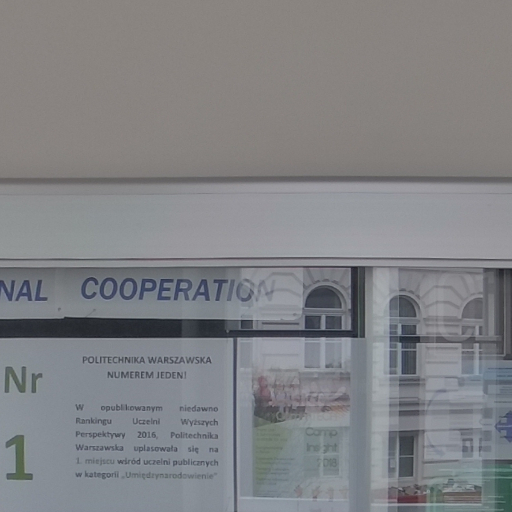 NAL COOPERATION
Nr
1
POLITECHNIKA WARSZAWSKA
NUMEREM JEDEN!
W opublikowanym niedawno
Rankingu Uczelni Wyższych
Perspektywy 2016, Politechnika
Warszawska uplasowała się na
1. miejscu wśród uczelni publicznych
w kategorii „Umiędzynarodowienie"